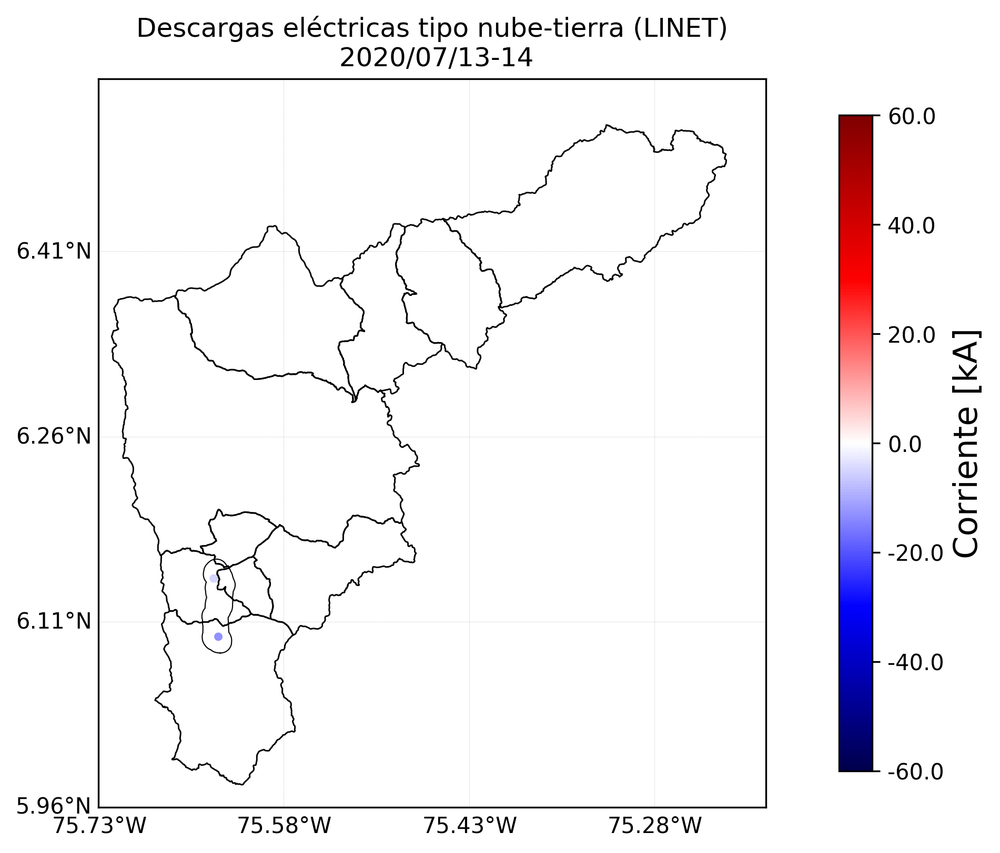 Descargas eléctricas tipo nube-tierra (LINET)
2020/07/13-14
6.41°N
6.26°N
6.11°N
5.96°N
75.73°W
75.58°W
75.43°W
75.28°W
60.0
40.0
20.0
0.0
-20.0
-40.0
-60.0
Corriente [kA]